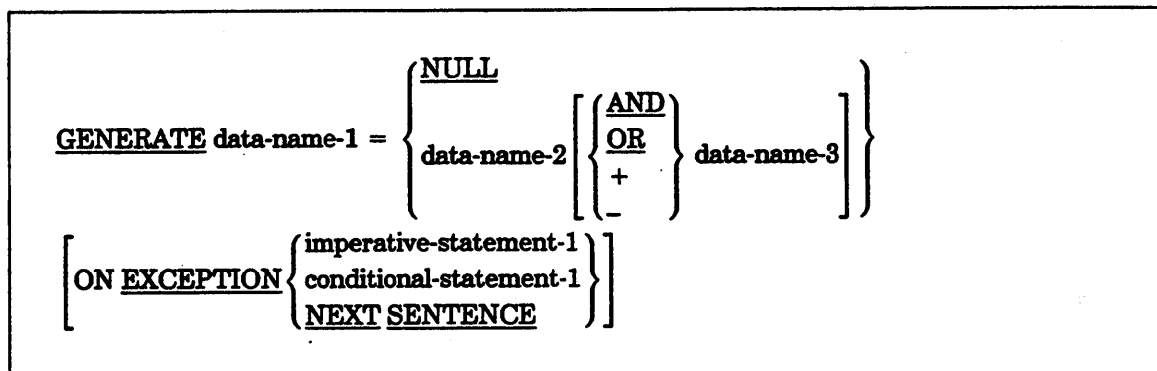 NULL
AND
GENERATE data-name-1 = data-name-2 OR data-name-3
+
-
imperative-statement-1
ON EXCEPTION conditional-statement-1
NEXT SENTENCE